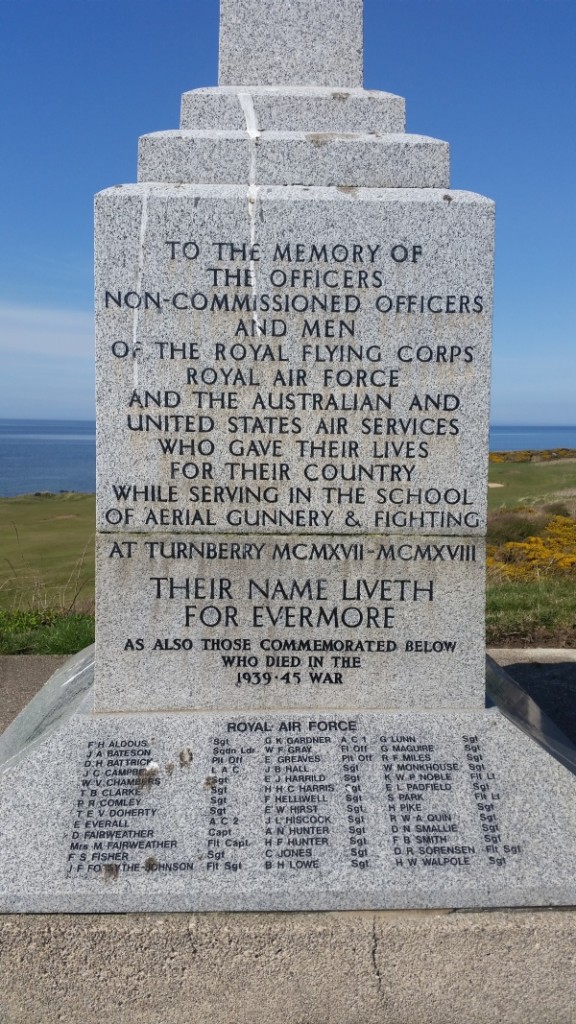 TO THE MEMORY OF
THE OFFICERS
NON-COMMISSIONED OFFICERS
AND MEN
OF THE ROYAL FLYING CORPS
ROYAL AIR FORCE
AND THE AUSTRALIAN AND
UNITED STATES AIR SERVICES
WHO GAVE THEIR LIVES
FOR THEIR COUNTRY
WHILE SERVING IN THE SCHOOL
OF AERIAL GUNNERY & FIGHTING
AT TURNBERRY MCMXVII-MCMXVIII
THEIR NAME LIVETH
FOR EVERMORE
AS ALSO THOSE COMMEMORATED BELOW
WHO DIED IN THE
1939-45 WAR
ROYAL AIR FORCE
F H ALDOUS Sgt G K GARDNER A C 1 G LUNN Sgt
J A BATESON Sqdn Ldr W F GRAY Fl Off G MAGUIRE Sgt
D H BATTRICK Plt Off E GREAVES Plt Off R F MILES Sgt
J C CAMPBELL L A C J B HALL Sgt W MONKHOUSE Sgt
W V CHAMBERS Sgt E J HARRILD Sgt K W P NOBLE Flt Lt
T B CLARKE Sgt H H C HARRIS Sgt E L PADFIELD Sgt
P R COMLEY Sgt F HELLIWELL Sgt S PARK Flt Lt
T E V DOHERTY Sgt E W HIRST Sgt H PIKE Sgt
E EVERALL A C 2 J L HISCOCK Sgt R W A QUIN Sgt
D FAIRWEATHER Capt A N HUNTER Sgt D N SMALLIE Sgt
Mrs M FAIRWEATHER Flt Capt H F HUNTER Sgt F B SMITH Sgt
F S FISHER Sgt C JONES Sgt D R SORENSEN Flt Sgt
J F Flt Sgt B H LOWE Sgt H W WALPOLE Sgt